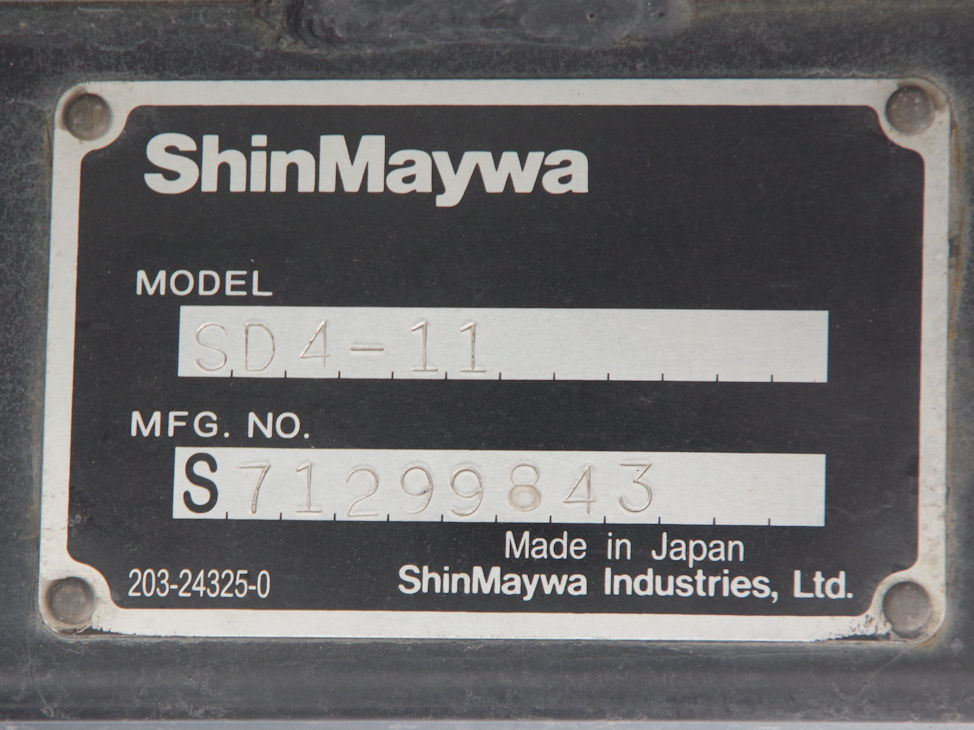 ShinMaywa
MODEL
SD4-11
MFG. NO.
S71299843
Made in Japan
203-24325-0 ShinMaywa Industries, Ltd.